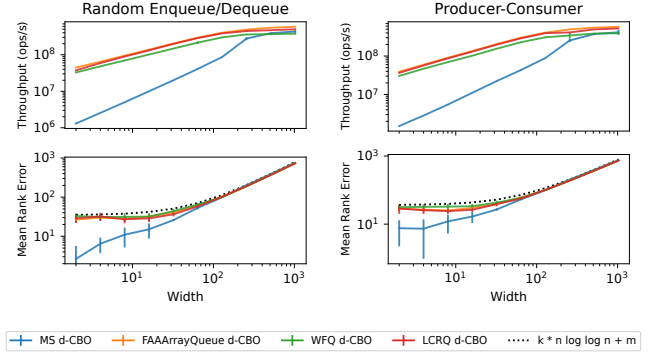 Random Enqueue/Dequeue
Producer-Consumer
Throughput (ops/s)
10^8
10^7
10^6
Throughput (ops/s)
10^8
10^7
Mean Rank Error
10^3
10^2
10^1
Mean Rank Error
10^3
10^1
10^1 10^2 10^3
Width
10^1 10^2 10^3
Width
MS d-CBO FAAArrayQueue d-CBO WFQ d-CBO LCRQ d-CBO k * n log log n + m